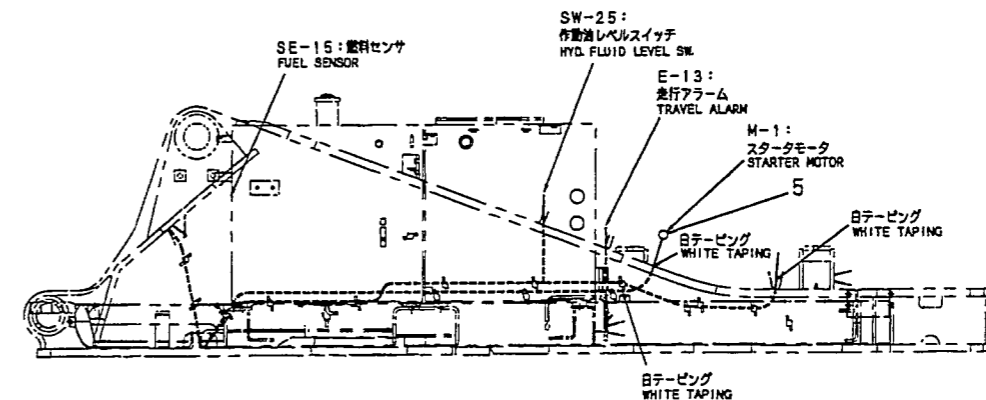 SW-25:
作動油レベルスイッチ
HYD. FLUID LEVEL SW.
SE-15:燃料センサ
FUEL SENSOR
E-13:
走行アラーム
TRAVEL ALARM
M-1:
スタータモータ
STARTER MOTOR
5
白テーピング
WHITE TAPING
白テーピング
WHITE TAPING
白テーピング
WHITE TAPING